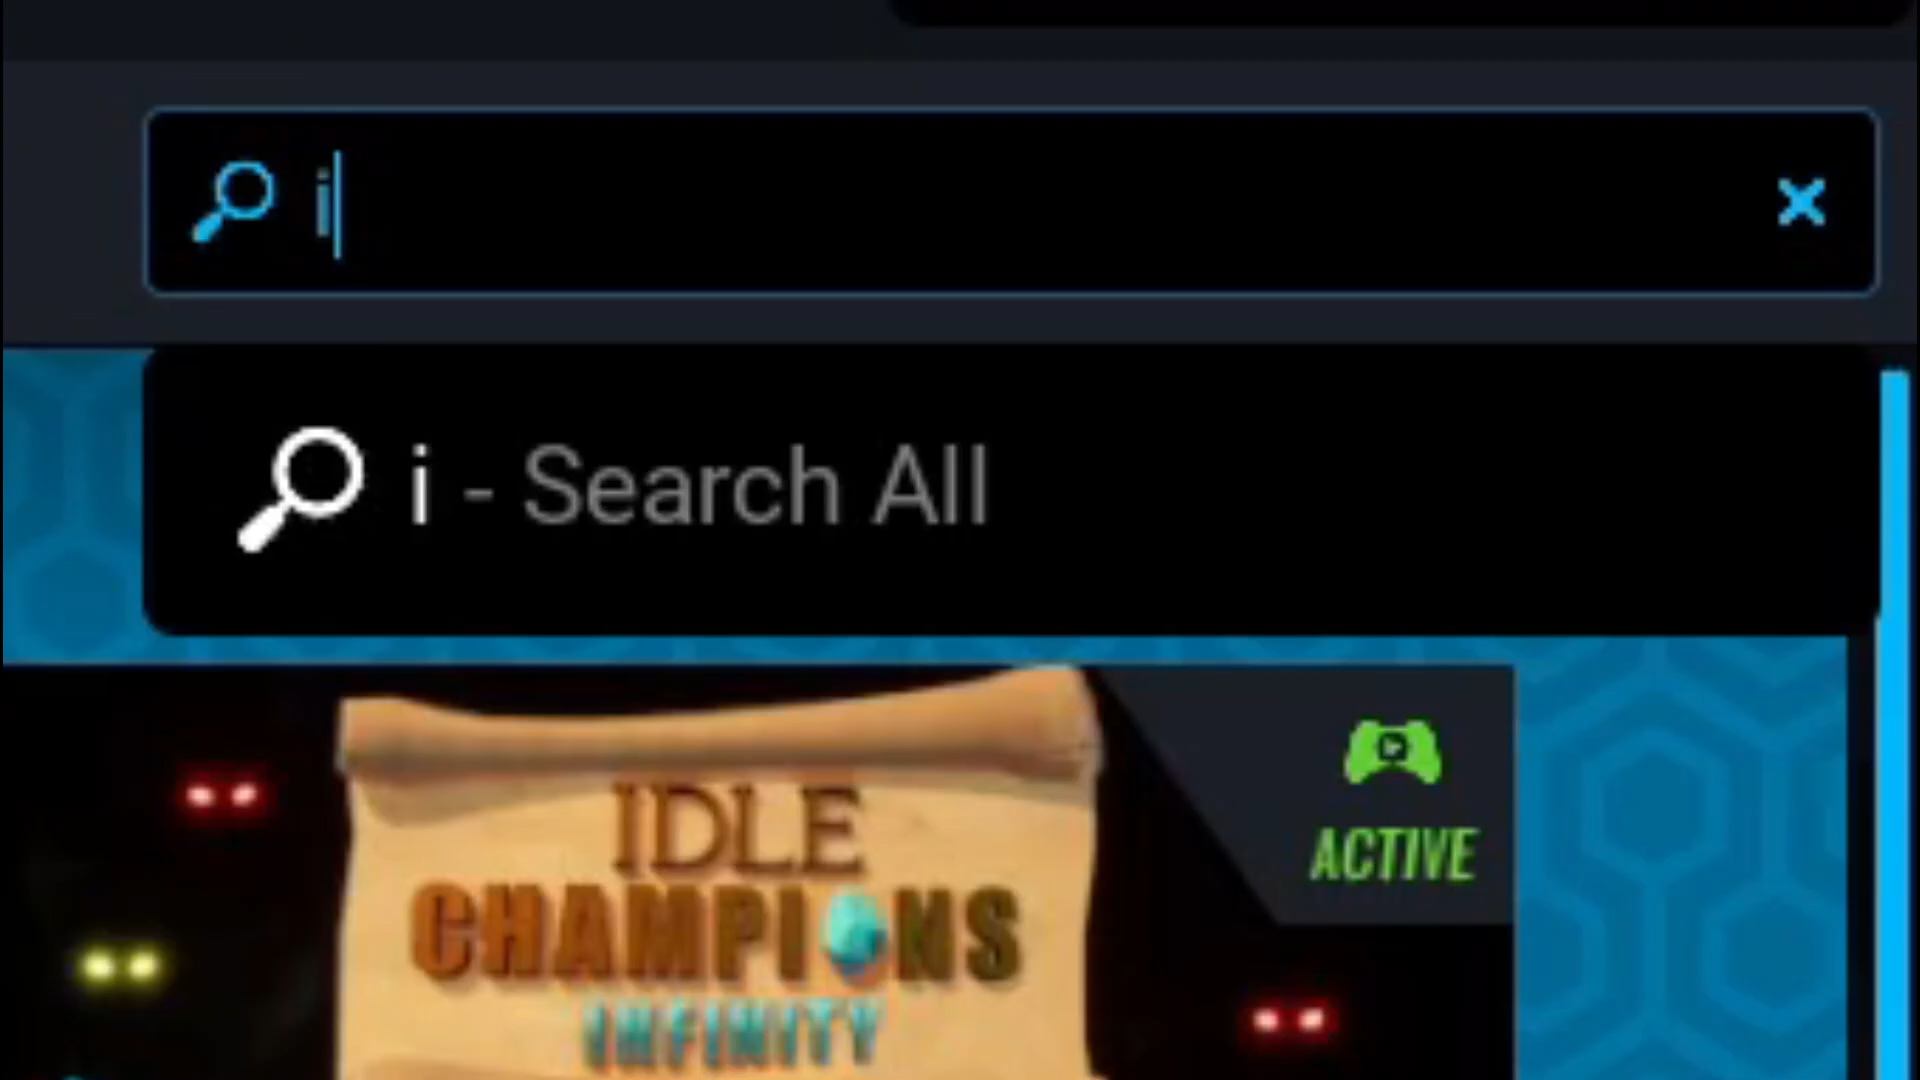 i
i - Search All
ACTIVE
IDLE
CHAMPIONS
INFINITY